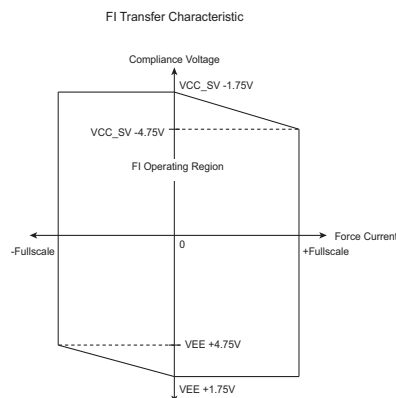 FI Transfer Characteristic
Compliance Voltage
VCC_SV -1.75V
VCC_SV -4.75V
FI Operating Region
Force Current
-Fullscale
0
+Fullscale
VEE +4.75V
VEE +1.75V